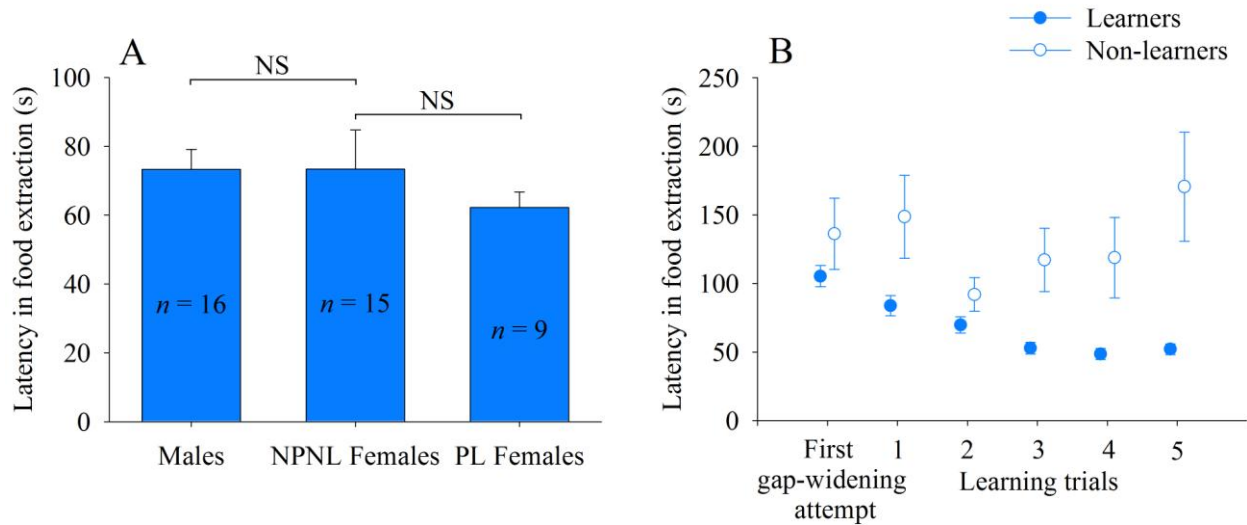 A
NS
NS
Latency in food extraction (s)
100
80
60
40
20
0
n = 16
n = 15
n = 9
Males NPNL Females PL Females
Learners
Non-learners
B
Latency in food extraction (s)
250
200
150
100
50
0
First 1 2 3 4 5
gap-widening Learning trials
attempt